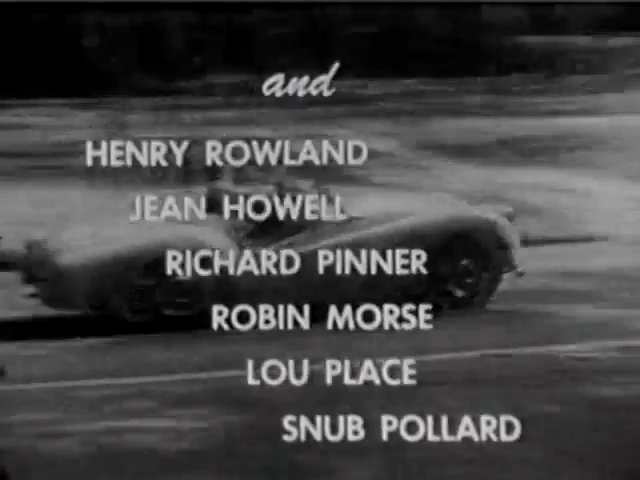 and
HENRY ROWLAND
JEAN HOWELL
RICHARD PINNER
ROBIN MORSE
LOU PLACE
SNUB POLLARD